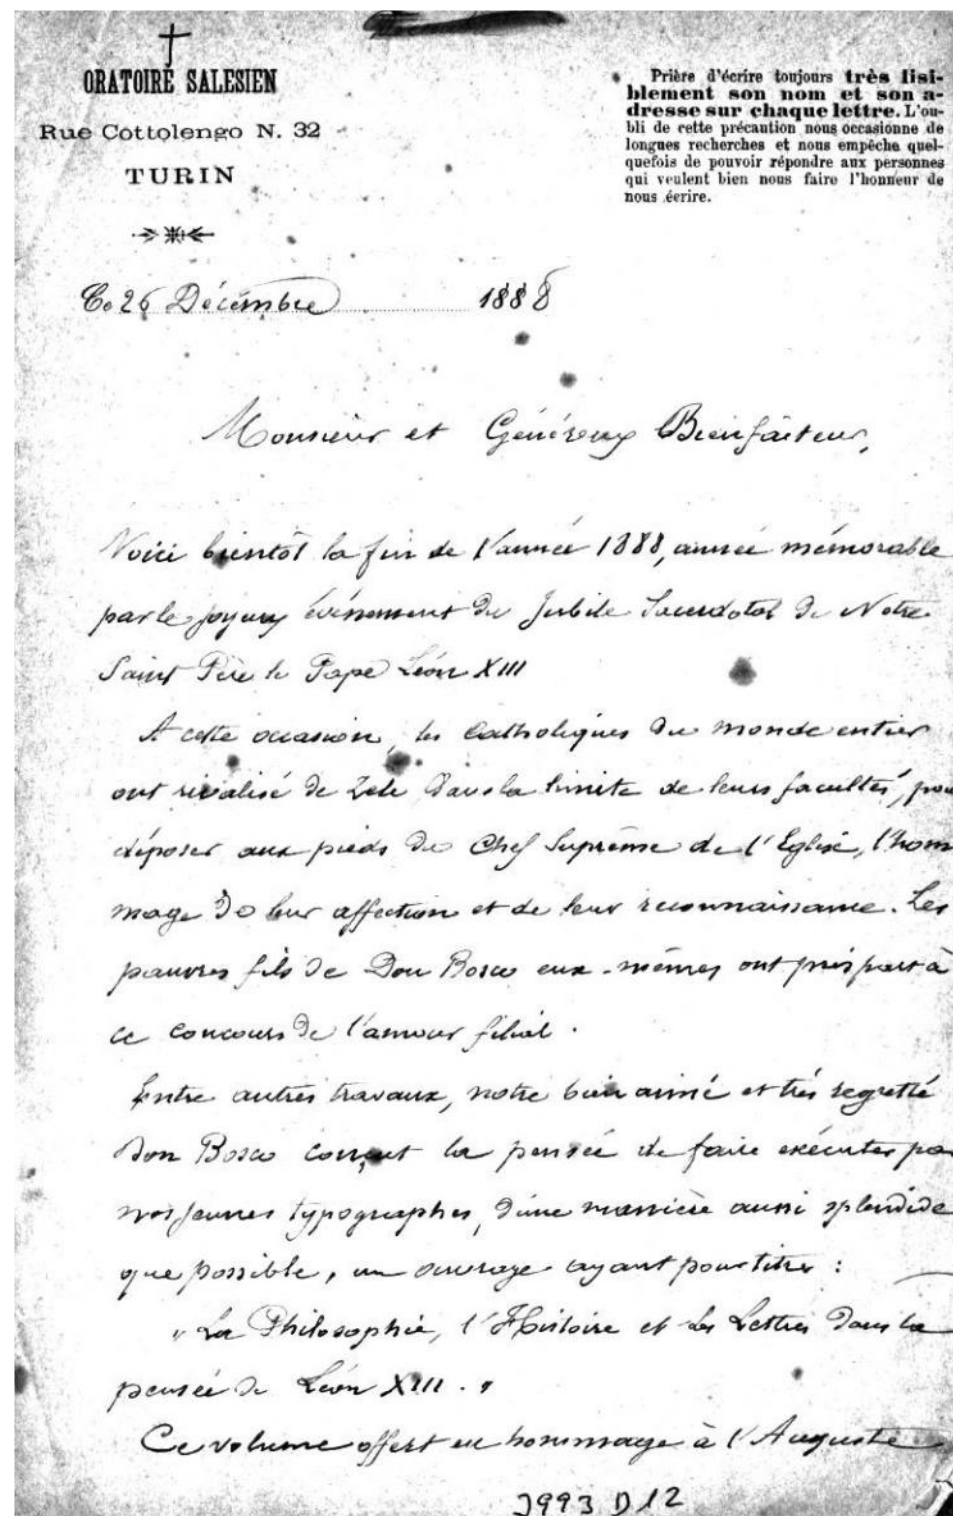 ORATOIRE SALESIEN
Rue Cottolengo N. 32
TURIN
Prière d'écrire toujours très lisi-
blement son nom et son a-
dresse sur chaque lettre. L'ou-
bli de cette précaution nous occasionne de
longues recherches et nous empêche quel-
quefois de pouvoir répondre aux personnes
qui veulent bien nous faire l'honneur de
nous écrire.
Ce 26 Décembre 1888
Monsieur et Généreux Bienfaiteur,
Voici bientôt la fin de l'année 1888, année mémorable
par le joyeux événement du Jubilé Sacerdotal de Notre
Saint Père le Pape Léon XIII
A cette occasion, les Catholiques du monde entier
ont rivalisé de Zèle dans la limite de leurs facultés, pour
déposer aux pieds du Chef Suprême de l'Eglise, l'hom
mage de leur affection et de leur reconnaissance. Les
pauvres fils de Don Bosco eux-mêmes ont pris part à
ce concours de l'amour filial.
Entre autres travaux, notre bien aimé et très regretté
Don Bosco conçut la pensée de faire exécuter pa
nos jeunes typographes, d'une manière aussi splendide
que possible, un ouvrage ayant pour titre :
" La Philosophie, l'Histoire et les Lettres dans la
pensée de Léon XIII. "
Ce volume offert en hommage à l'Auguste
3993 D12